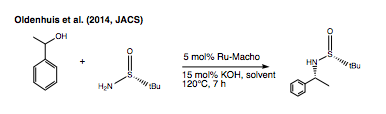 Oldenhuis et al. (2014, JACS)
OH
O
S
H₂N
tBu
+
5 mol% Ru-Macho
15 mol% KOH, solvent
120°C, 7 h
O
S
HN
tBu